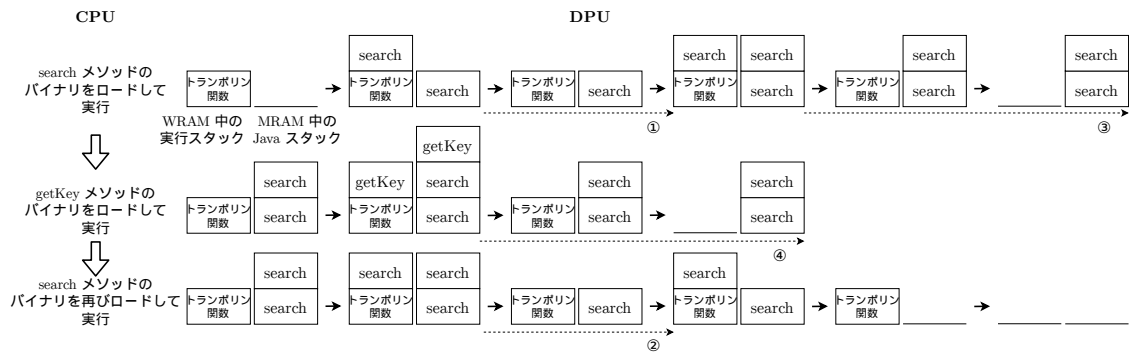 CPU
DPU
search メソッドの
バイナリをロードして
実行
トランポリン
関数
WRAM 中の
実行スタック
MRAM 中の
Java スタック
search
トランポリン
関数
search
トランポリン
関数
search
①
search
search
トランポリン
関数
search
search
トランポリン
関数
search
search
search
③
getKey メソッドの
バイナリをロードして
実行
search
トランポリン
関数
search
getKey
getKey
search
トランポリン
関数
search
search
トランポリン
関数
search
search
search
④
search メソッドの
バイナリを再びロードして
実行
search
トランポリン
関数
search
search
search
トランポリン
関数
search
トランポリン
関数
search
②
search
トランポリン
関数
search
トランポリン
関数